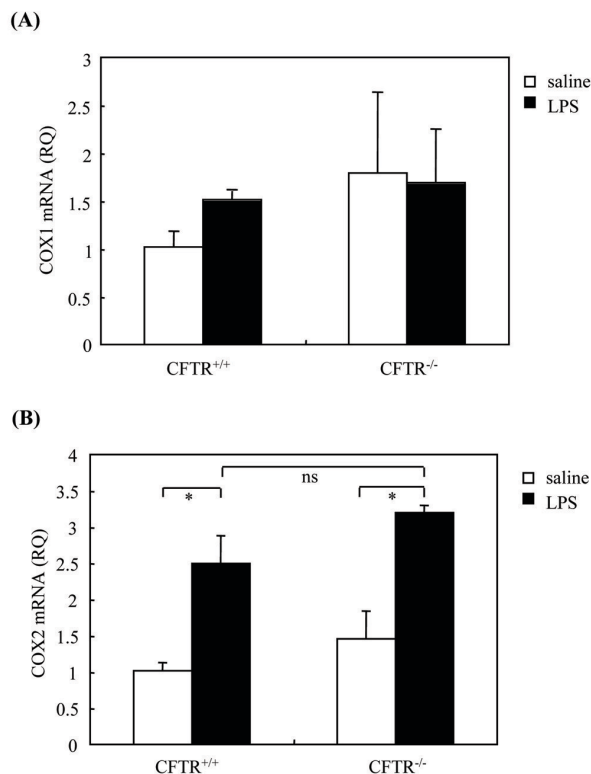 (A)
3
2.5
2
1.5
1
0.5
0
COX1 mRNA (RQ)
saline
LPS
CFTR+/+
CFTR-/-
(B)
4
3.5
3
2.5
2
1.5
1
0.5
0
COX2 mRNA (RQ)
ns
*
*
saline
LPS
CFTR+/+
CFTR-/-